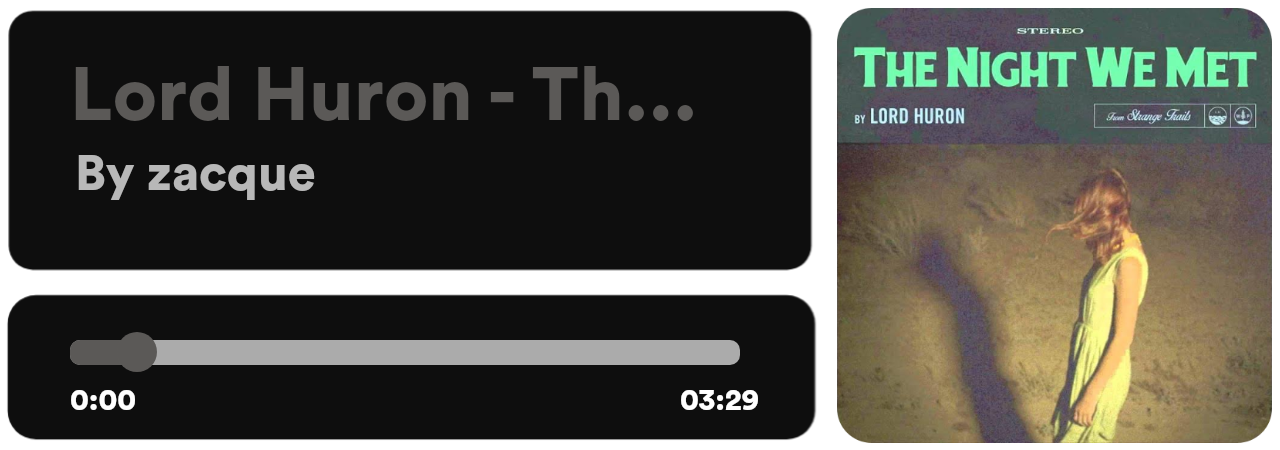 Lord Huron - Th...
By zacque
0:00
03:29
STEREO
THE NIGHT WE MET
BY LORD HURON
From Strange Trails